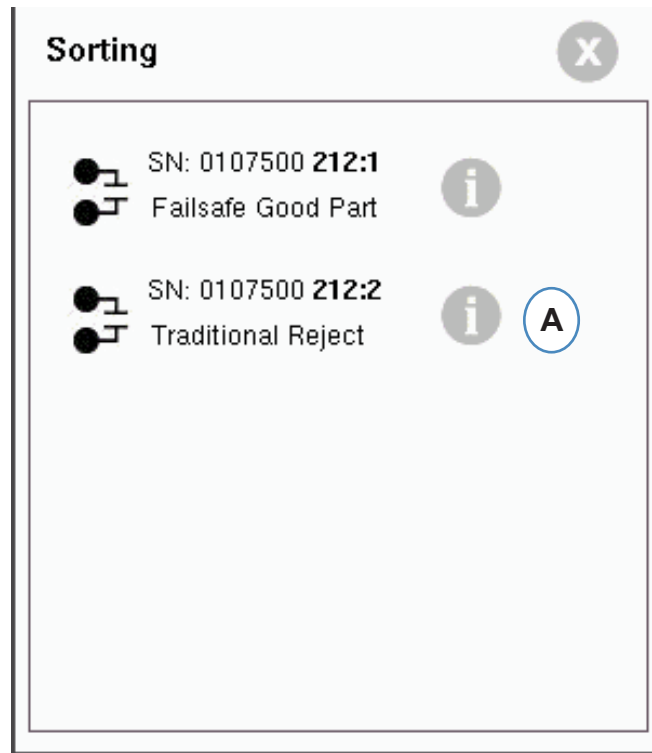 Sorting
X
SN: 0107500 212:1
i
Failsafe Good Part
SN: 0107500 212:2
i
A
Traditional Reject